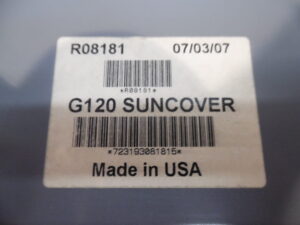 R08181 07/03/07
*R08181*
G120 SUNCOVER
*723193081815*
Made in USA